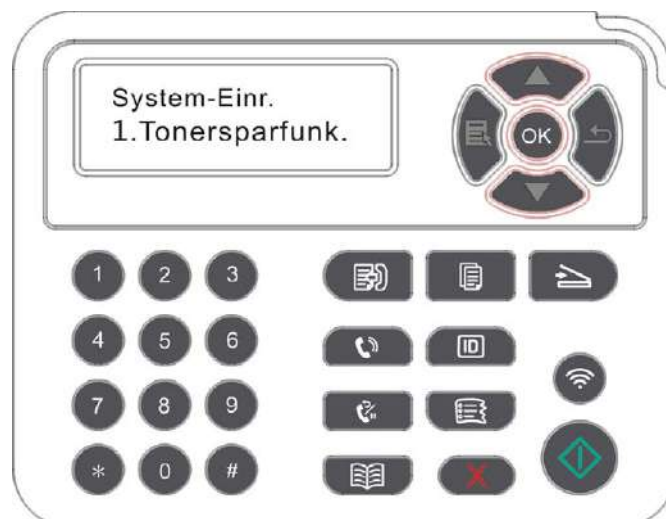 System-Einr.
1.Tonersparfunk.
OK
1 2 3
4 5 6
ID
7 8 9
* 0 #